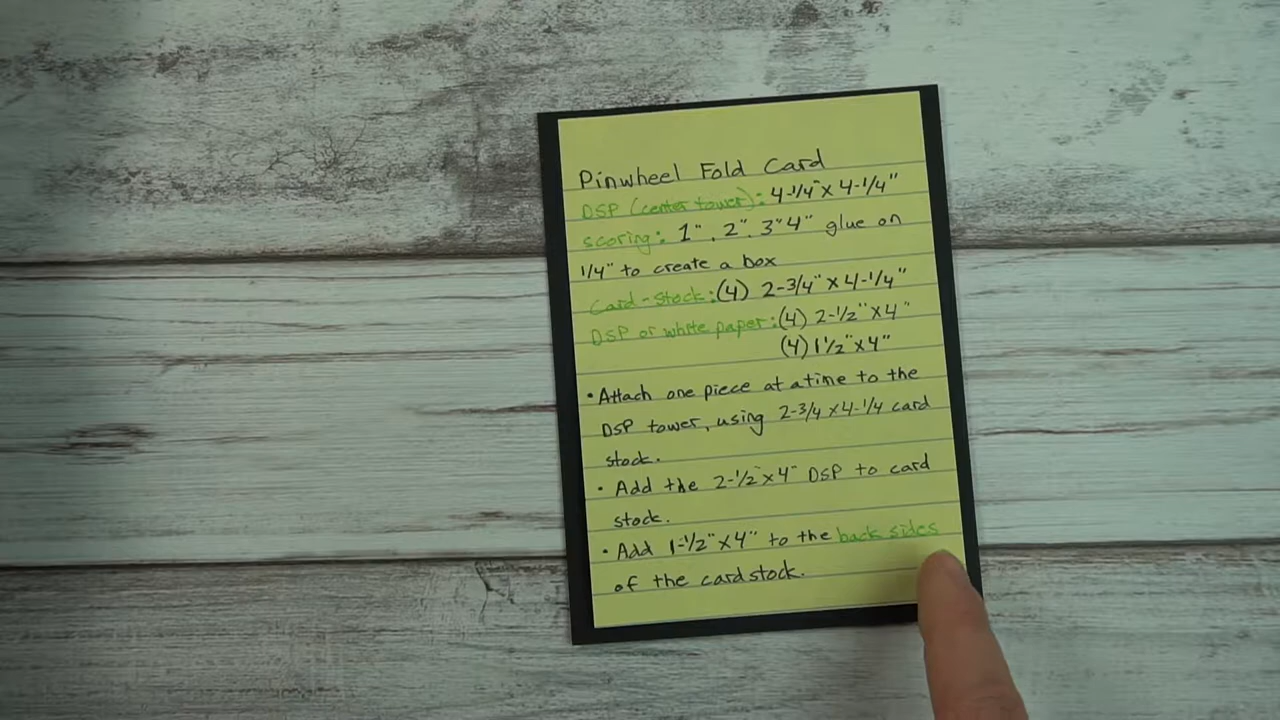 Pinwheel Fold Card
DSP (center tower): 4-1/4" x 4-1/4"
scoring: 1", 2", 3" 4" glue on
1/4" to create a box
Card-stock: (4) 2-3/4" x 4-1/4"
DSP or white paper: (4) 2-1/2" x 4"
(4) 1 1/2" x 4"
• Attach one piece at a time to the
DSP tower, using 2-3/4 x 4-1/4 card
stock.
• Add the 2-1/2" x 4" DSP to card
stock.
• Add 1-1/2" x 4" to the back sides
of the cardstock.